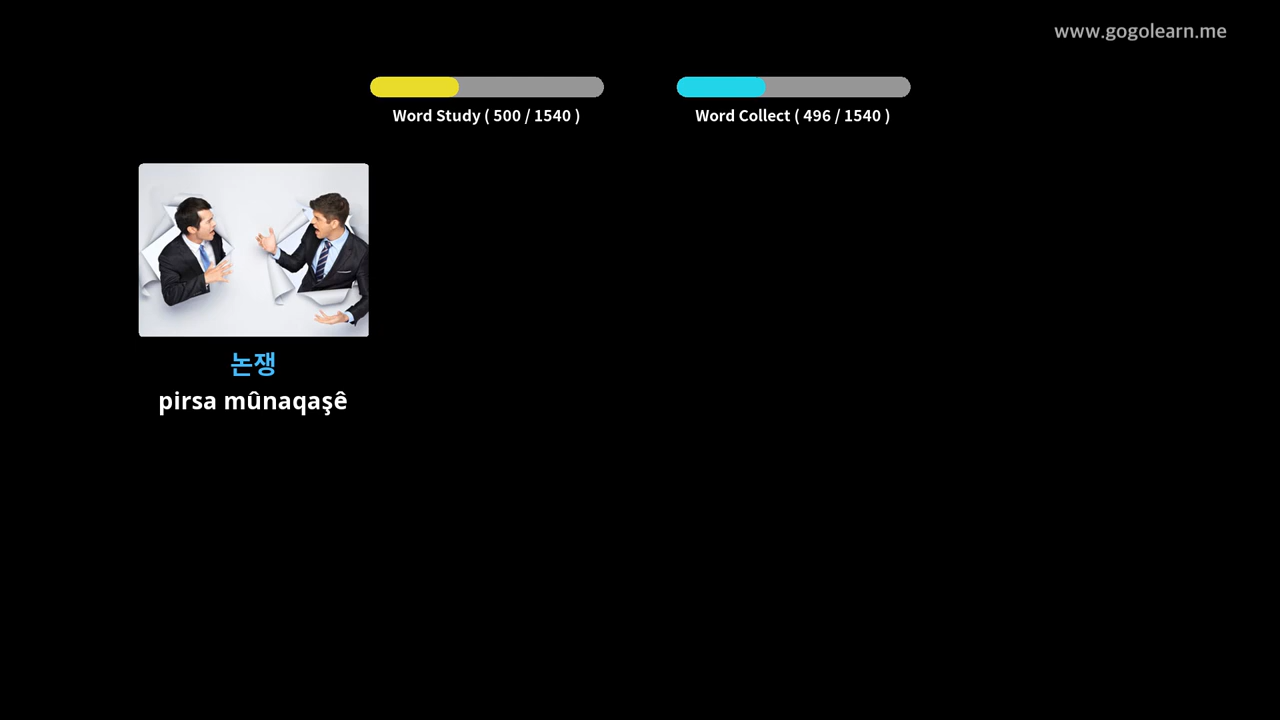 www.gogolearn.me
Word Study ( 500 / 1540 )
Word Collect ( 496 / 1540 )
논쟁
pirsa mûnaqaşê